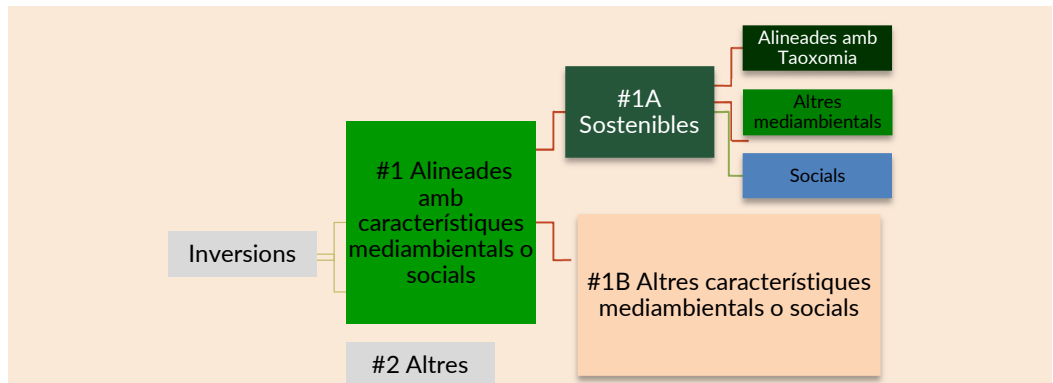 Inversions
#1 Alineades
amb
característiques
mediambientals o
socials
#2 Altres
#1A
Sostenibles
#1B Altres característiques
mediambientals o socials
Alineades amb
Taoxomia
Altres
mediambientals
Socials